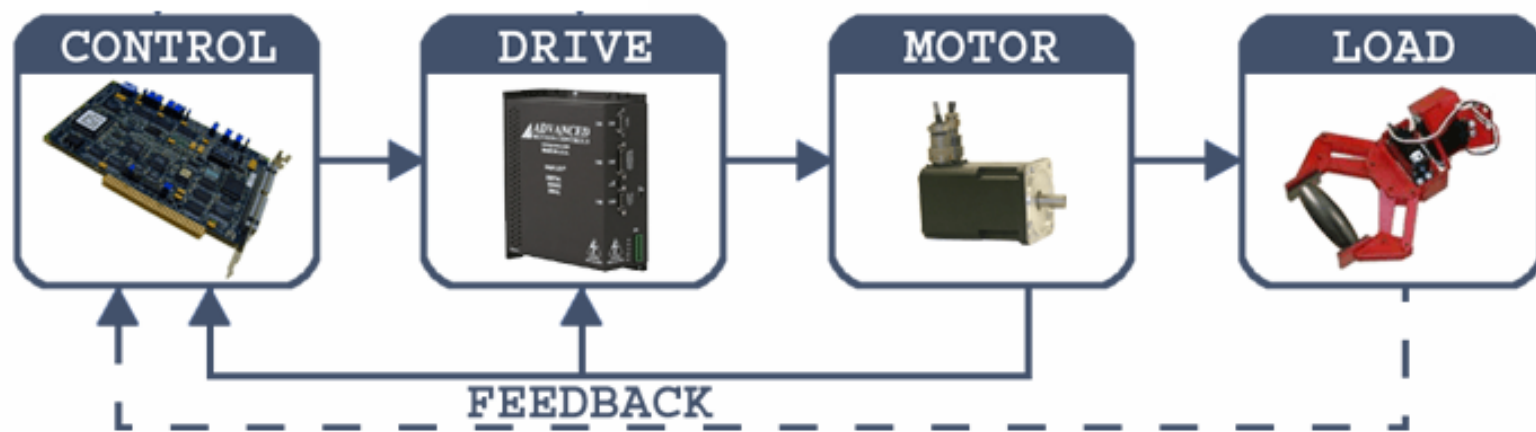 CONTROL
DRIVE
MOTOR
LOAD
ADVANCED
FEEDBACK